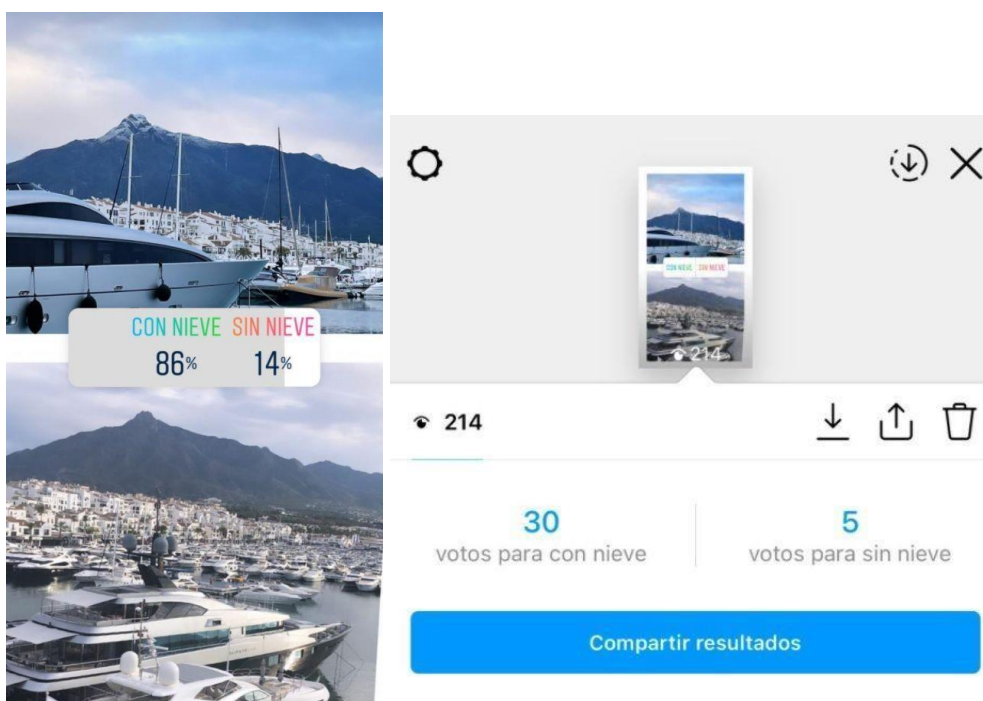 CON NIEVE SIN NIEVE
86% 14%
CON NIEVE SIN NIEVE
214
214
30 5
votos para con nieve votos para sin nieve
Compartir resultados